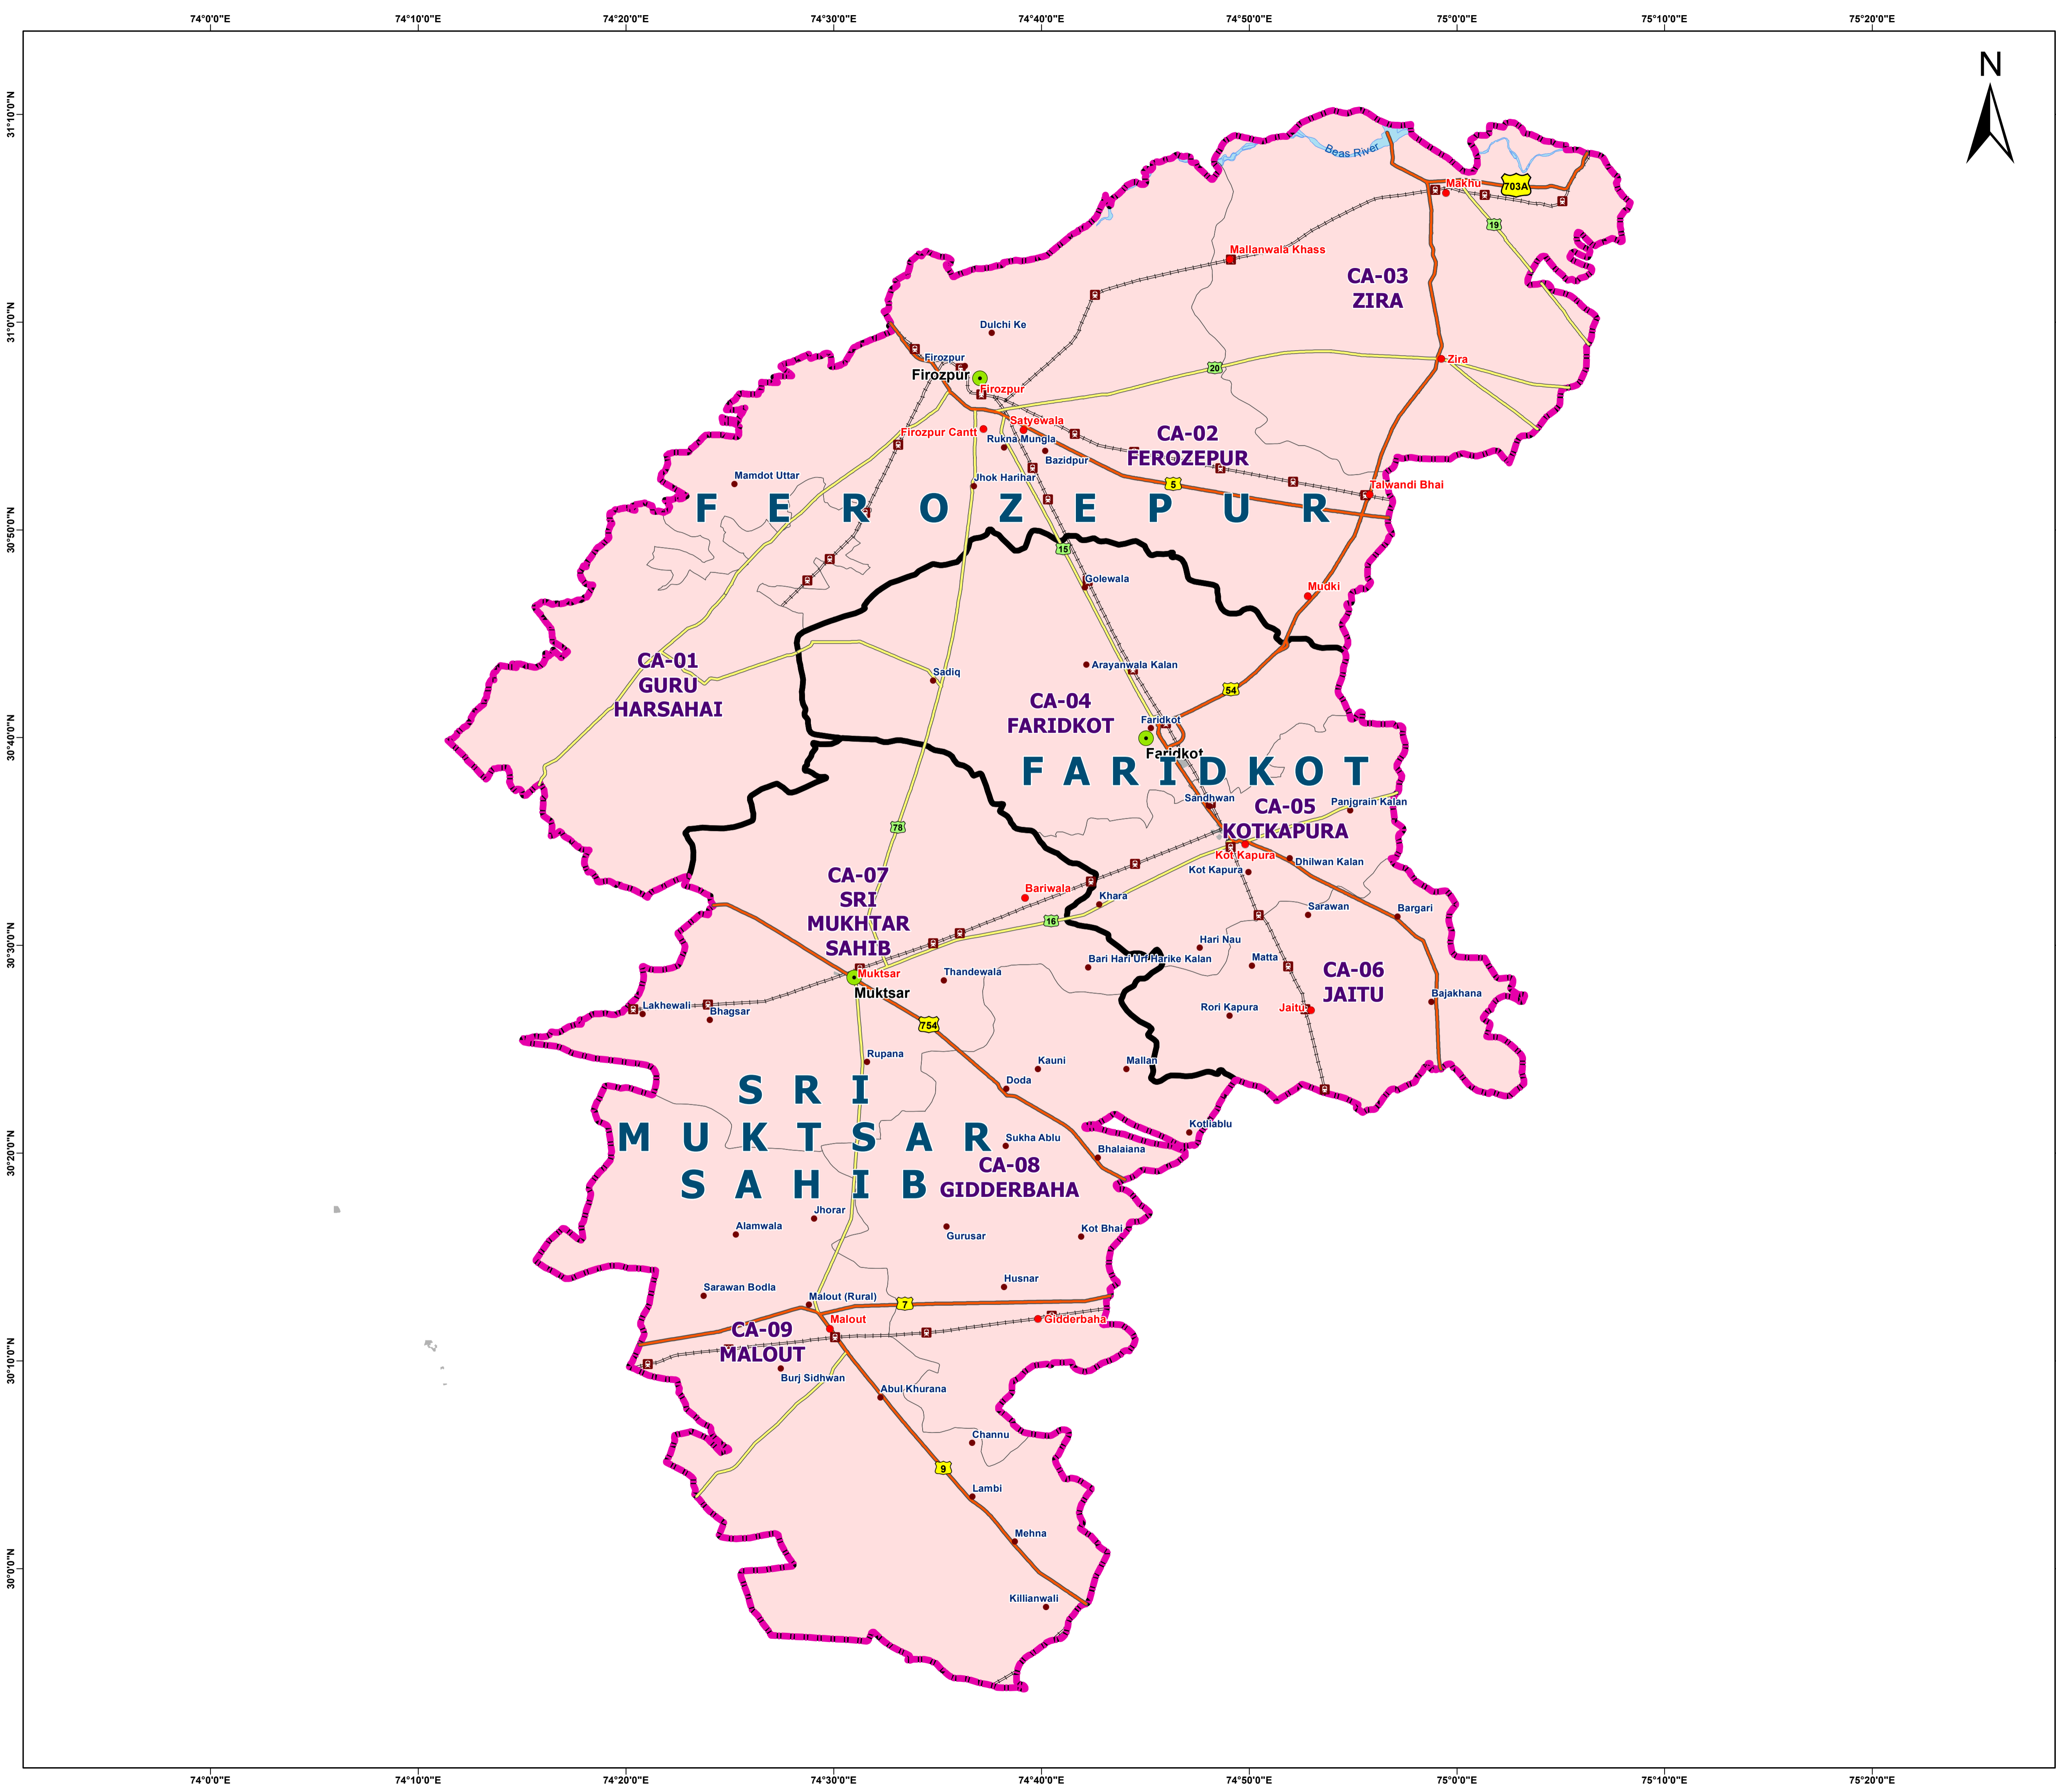 74°0'0"E
74°10'0"E
74°20'0"E
74°30'0"E
74°40'0"E
74°50'0"E
75°0'0"E
75°10'0"E
75°20'0"E
N
31°10'0"N
31°0'0"N
30°50'0"N
30°40'0"N
30°30'0"N
30°20'0"N
30°10'0"N
30°0'0"N
Beas River
Makhu
703A
19
Mallanwala Khass
CA-03
ZIRA
Dulchi Ke
Firozpur
Firozpur
Firozpur
20
Zira
Satyewala
Firozpur Cantt
Rukna Mungla
Bazidpur
CA-02
FEROZEPUR
Mamdot Uttar
Jhok Harihar
5
Talwandi Bhai
FEROZEPUR
15
Golewala
Mudki
CA-01
GURU
HARSAHAI
Sadiq
Arayanwala Kalan
54
CA-04
FARIDKOT
Faridkot
Faridkot
FARIDKOT
Sandhwan
Panjgrain Kalan
CA-05
KOTKAPURA
78
Kot Kapura
Dhilwan Kalan
Kot Kapura
CA-07
SRI
MUKHTAR
SAHIB
Bariwala
Khara
16
Sarawan
Bargari
Hari Nau
Matta
Bari Hari Urf Harike Kalan
CA-06
JAITU
Muktsar
Muktsar
Thandewala
Bajakhana
Lakhewali
Bhagsar
Rori Kapura
Jaitu
754
Rupana
Kauni
Mallan
Doda
SRI
MUKTSAR
SAHIB
Kotliablu
Sukha Ablu
Bhalaiana
CA-08
GIDDERBAHA
Jhorar
Alamwala
Gurusar
Kot Bhai
Husnar
Sarawan Bodla
Malout (Rural)
7
Malout
Gidderbaha
CA-09
MALOUT
Burj Sidhwan
Abul Khurana
Channu
9
Lambi
Mehna
Killianwali
74°0'0"E
74°10'0"E
74°20'0"E
74°30'0"E
74°40'0"E
74°50'0"E
75°0'0"E
75°10'0"E
75°20'0"E